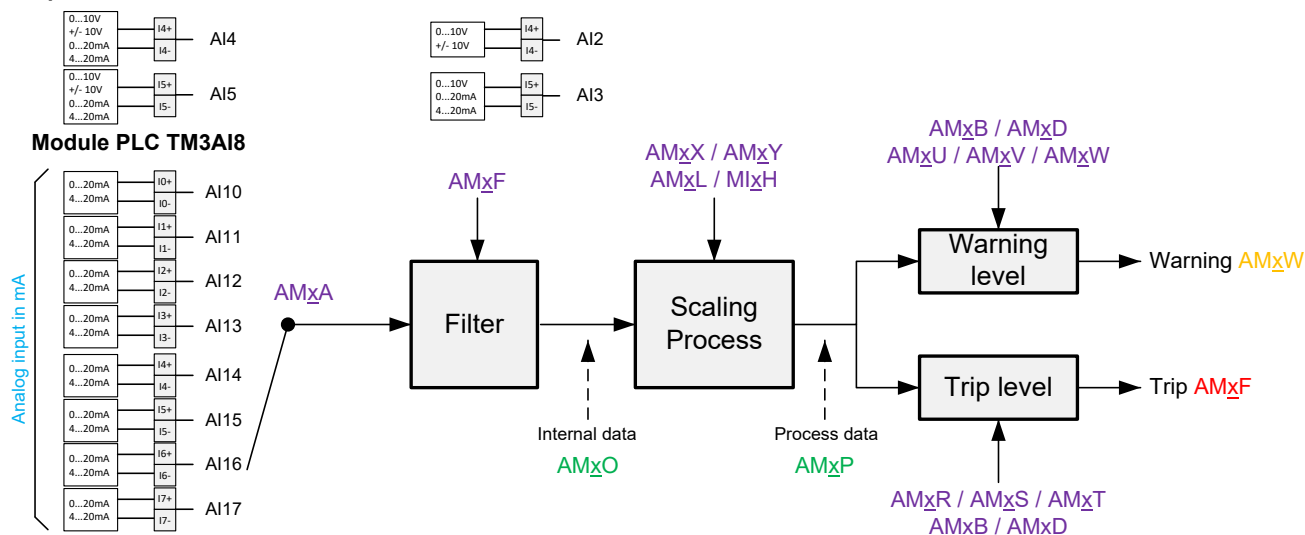 0...10V
+/- 10V
0...20mA
4...20mA
I4+
I4-
AI4
0...10V
+/- 10V
0...20mA
4...20mA
I5+
I5-
AI5
0...10V
+/- 10V
I4+
I4-
AI2
0...10V
0...20mA
4...20mA
I5+
I5-
AI3
Module PLC TM3AI8
Analog input in mA
0...20mA
4...20mA
I0+
I0-
AI10
0...20mA
4...20mA
I1+
I1-
AI11
0...20mA
4...20mA
I2+
I2-
AI12
0...20mA
4...20mA
I3+
I3-
AI13
0...20mA
4...20mA
I4+
I4-
AI14
0...20mA
4...20mA
I5+
I5-
AI15
0...20mA
4...20mA
I6+
I6-
AI16
0...20mA
4...20mA
I7+
I7-
AI17
AMxA
AMxF
Filter
Internal data
AMxO
AMxX / AMxY
AMxL / MIxH
Scaling
Process
Process data
AMxP
AMxB / AMxD
AMxU / AMxV / AMxW
Warning
level
Warning AMxW
Trip level
Trip AMxF
AMxR / AMxS / AMxT
AMxB / AMxD